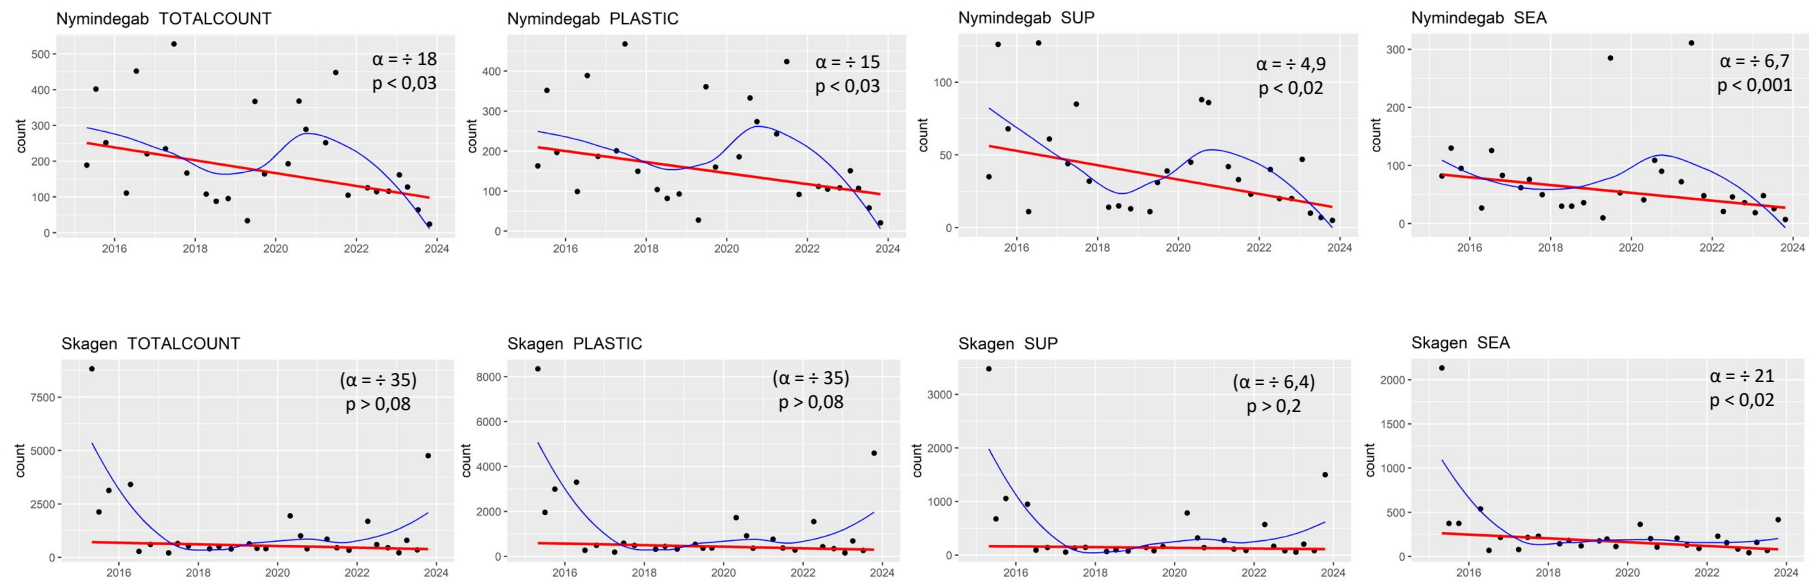 Nymindegab TOTALCOUNT
α = ÷ 18
p < 0,03
count
500
400
300
200
100
0
2016
2018
2020
2022
2024
Nymindegab PLASTIC
α = ÷ 15
p < 0,03
count
400
300
200
100
0
2016
2018
2020
2022
2024
Nymindegab SUP
α = ÷ 4,9
p < 0,02
count
100
50
0
2016
2018
2020
2022
2024
Nymindegab SEA
α = ÷ 6,7
p < 0,001
count
300
200
100
0
2016
2018
2020
2022
2024
Skagen TOTALCOUNT
(α = ÷ 35)
p > 0,08
count
7500
5000
2500
0
2016
2018
2020
2022
2024
Skagen PLASTIC
(α = ÷ 35)
p > 0,08
count
8000
6000
4000
2000
0
2016
2018
2020
2022
2024
Skagen SUP
(α = ÷ 6,4)
p > 0,2
count
3000
2000
1000
0
2016
2018
2020
2022
2024
Skagen SEA
α = ÷ 21
p < 0,02
count
2000
1500
1000
500
0
2016
2018
2020
2022
2024